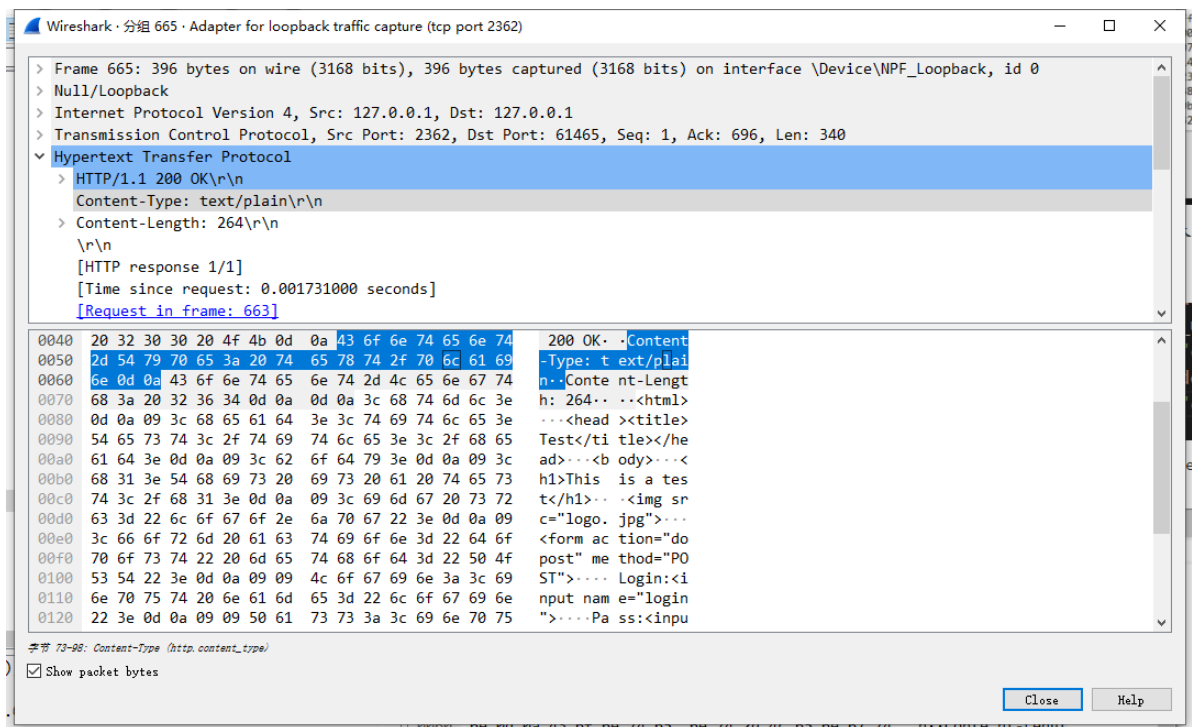 Wireshark · 分组 665 · Adapter for loopback traffic capture (tcp port 2362)
Frame 665: 396 bytes on wire (3168 bits), 396 bytes captured (3168 bits) on interface \Device\NPF_Loopback, id 0
Null/Loopback
Internet Protocol Version 4, Src: 127.0.0.1, Dst: 127.0.0.1
Transmission Control Protocol, Src Port: 2362, Dst Port: 61465, Seq: 1, Ack: 696, Len: 340
Hypertext Transfer Protocol
HTTP/1.1 200 OK\r\n
Content-Type: text/plain\r\n
Content-Length: 264\r\n
\r\n
[HTTP response 1/1]
[Time since request: 0.001731000 seconds]
[Request in frame: 663]
0040 20 32 30 30 20 4f 4b 0d 0a 43 6f 6e 74 65 6e 74 200 OK· ·Content
0050 2d 54 79 70 65 3a 20 74 65 78 74 2f 70 6c 61 69 -Type: t ext/plai
0060 6e 0d 0a 43 6f 6e 74 65 6e 74 2d 4c 65 6e 67 74 n··Conte nt-Lengt
0070 68 3a 20 32 36 34 0d 0a 0d 0a 3c 68 74 6d 6c 3e h: 264·· ··<html>
0080 0d 0a 09 3c 68 65 61 64 3e 3c 74 69 74 6c 65 3e ···<head ><title>
0090 54 65 73 74 3c 2f 74 69 74 6c 65 3e 3c 2f 68 65 Test</ti tle></he
00a0 61 64 3e 0d 0a 09 3c 62 6f 64 79 3e 0d 0a 09 3c ad>···<b ody>···<
00b0 68 31 3e 54 68 69 73 20 69 73 20 61 20 74 65 73 h1>This is a tes
00c0 74 3c 2f 68 31 3e 0d 0a 09 3c 69 6d 67 20 73 72 t</h1>·· ·<img sr
00d0 63 3d 22 6c 6f 67 6f 2e 6a 70 67 22 3e 0d 0a 09 c="logo. jpg">···
00e0 3c 66 6f 72 6d 20 61 63 74 69 6f 6e 3d 22 64 6f <form ac tion="do
00f0 70 6f 73 74 22 20 6d 65 74 68 6f 64 3d 22 50 4f post" me thod="PO
0100 53 54 22 3e 0d 0a 09 09 4c 6f 67 69 6e 3a 3c 69 ST">···· Login:<i
0110 6e 70 75 74 20 6e 61 6d 65 3d 22 6c 6f 67 69 6e nput nam e="login
0120 22 3e 0d 0a 09 09 50 61 73 73 3a 3c 69 6e 70 75 ">····Pa ss:<inpu
字节 73-98: Content-Type (http.content_type)
Show packet bytes
Close Help